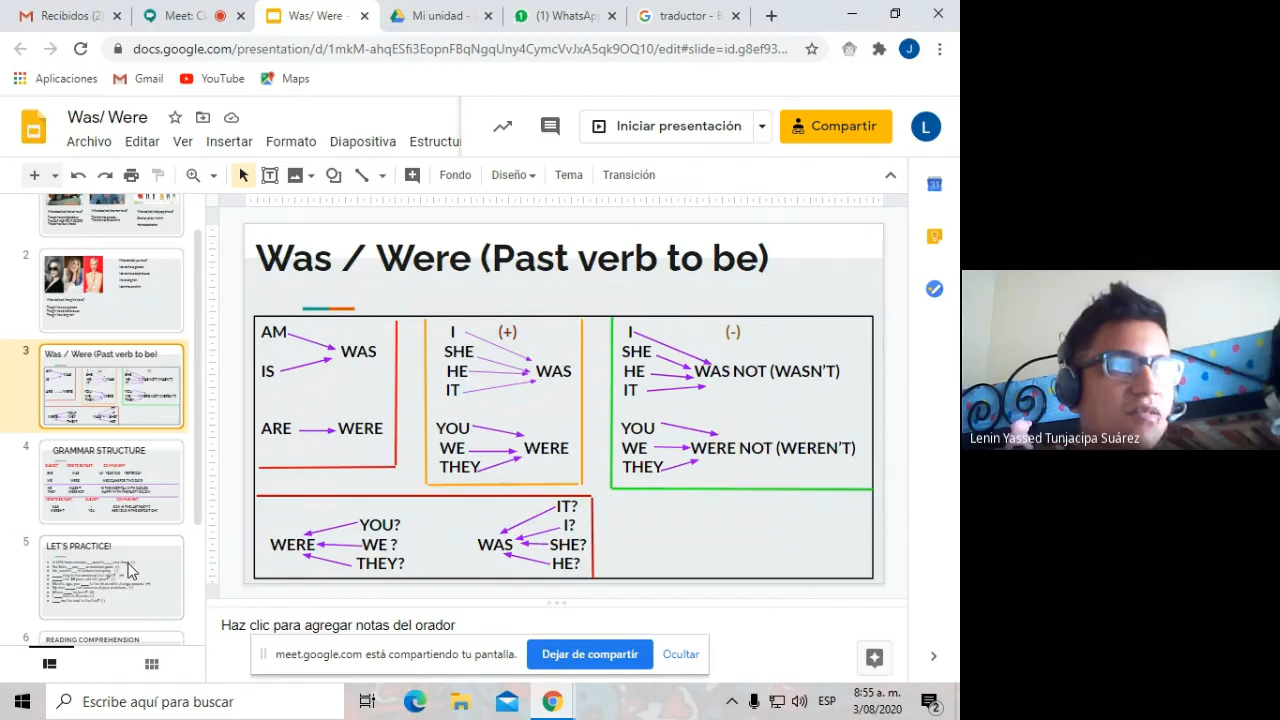 Recibidos
Meet: C
Was/ Were -
Mi unidad -
(1) WhatsApp
traductor - B
docs.google.com/presentation/d/1mkM-ahqESfi3EopnFBqNgqUny4CymcVvJxA5qk9OQ10/edit#slide=id.g8ef93...
J
Aplicaciones
Gmail
YouTube
Maps
Was/ Were
Archivo Editar Ver Insertar Formato Diapositiva Estructu
Iniciar presentación
Compartir
L
Fondo Diseño Tema Transición
31
2
3
Was / Were (Past verb to be)
4
GRAMMAR STRUCTURE
5
LET'S PRACTICE!
6
READING COMPREHENSION
Was / Were (Past verb to be)
AM
IS
WAS
ARE
WERE
I (+)
SHE
HE
IT
WAS
YOU
WE
THEY
WERE
I (-)
SHE
HE
IT
WAS NOT (WASN'T)
YOU
WE
THEY
WERE NOT (WEREN'T)
WERE
YOU?
WE ?
THEY?
WAS
IT?
I?
SHE?
HE?
Haz clic para agregar notas del orador
meet.google.com está compartiendo tu pantalla.
Dejar de compartir
Ocultar
Lenin Yassed Tunjacipa Suárez
Escribe aquí para buscar
ESP
8:55 a. m.
3/08/2020
2